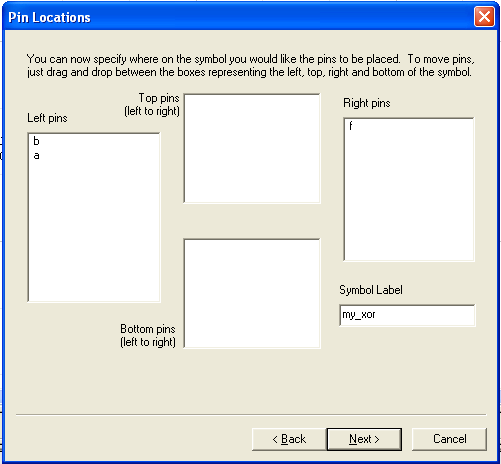 Pin Locations
You can now specify where on the symbol you would like the pins to be placed. To move pins,
just drag and drop between the boxes representing the left, top, right and bottom of the symbol.
Left pins
b
a
Top pins
(left to right)
Right pins
f
Bottom pins
(left to right)
Symbol Label
my_xor
< Back
Next >
Cancel